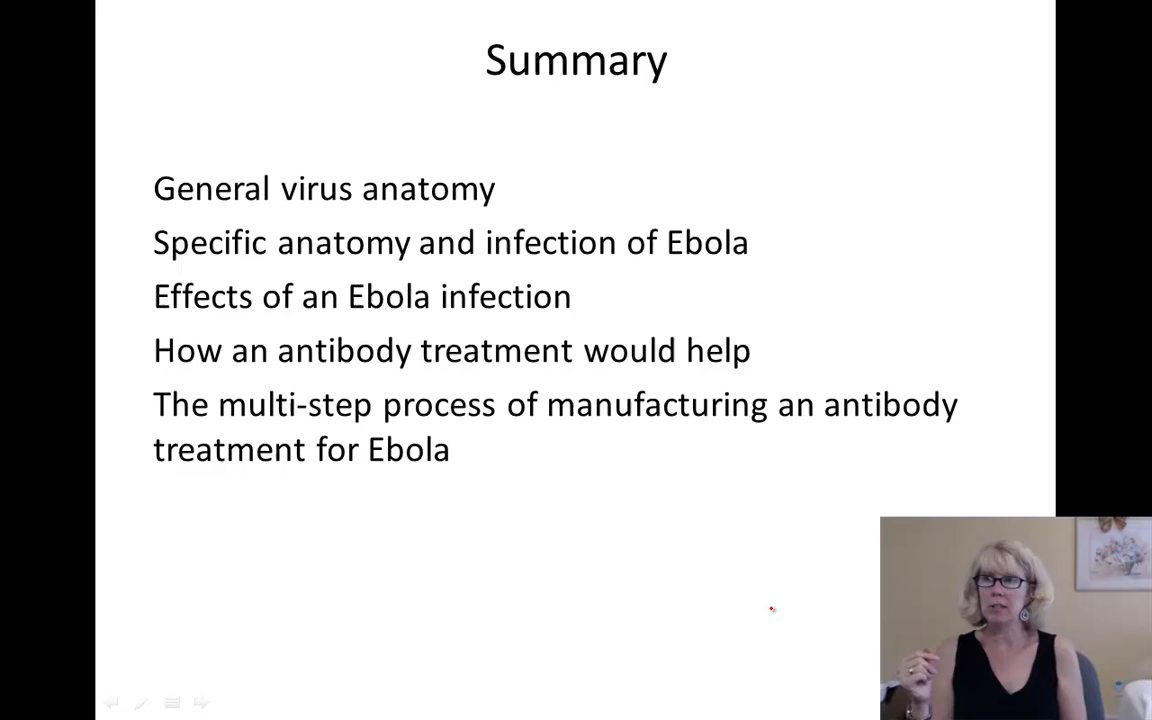 Summary
General virus anatomy
Specific anatomy and infection of Ebola
Effects of an Ebola infection
How an antibody treatment would help
The multi-step process of manufacturing an antibody
treatment for Ebola